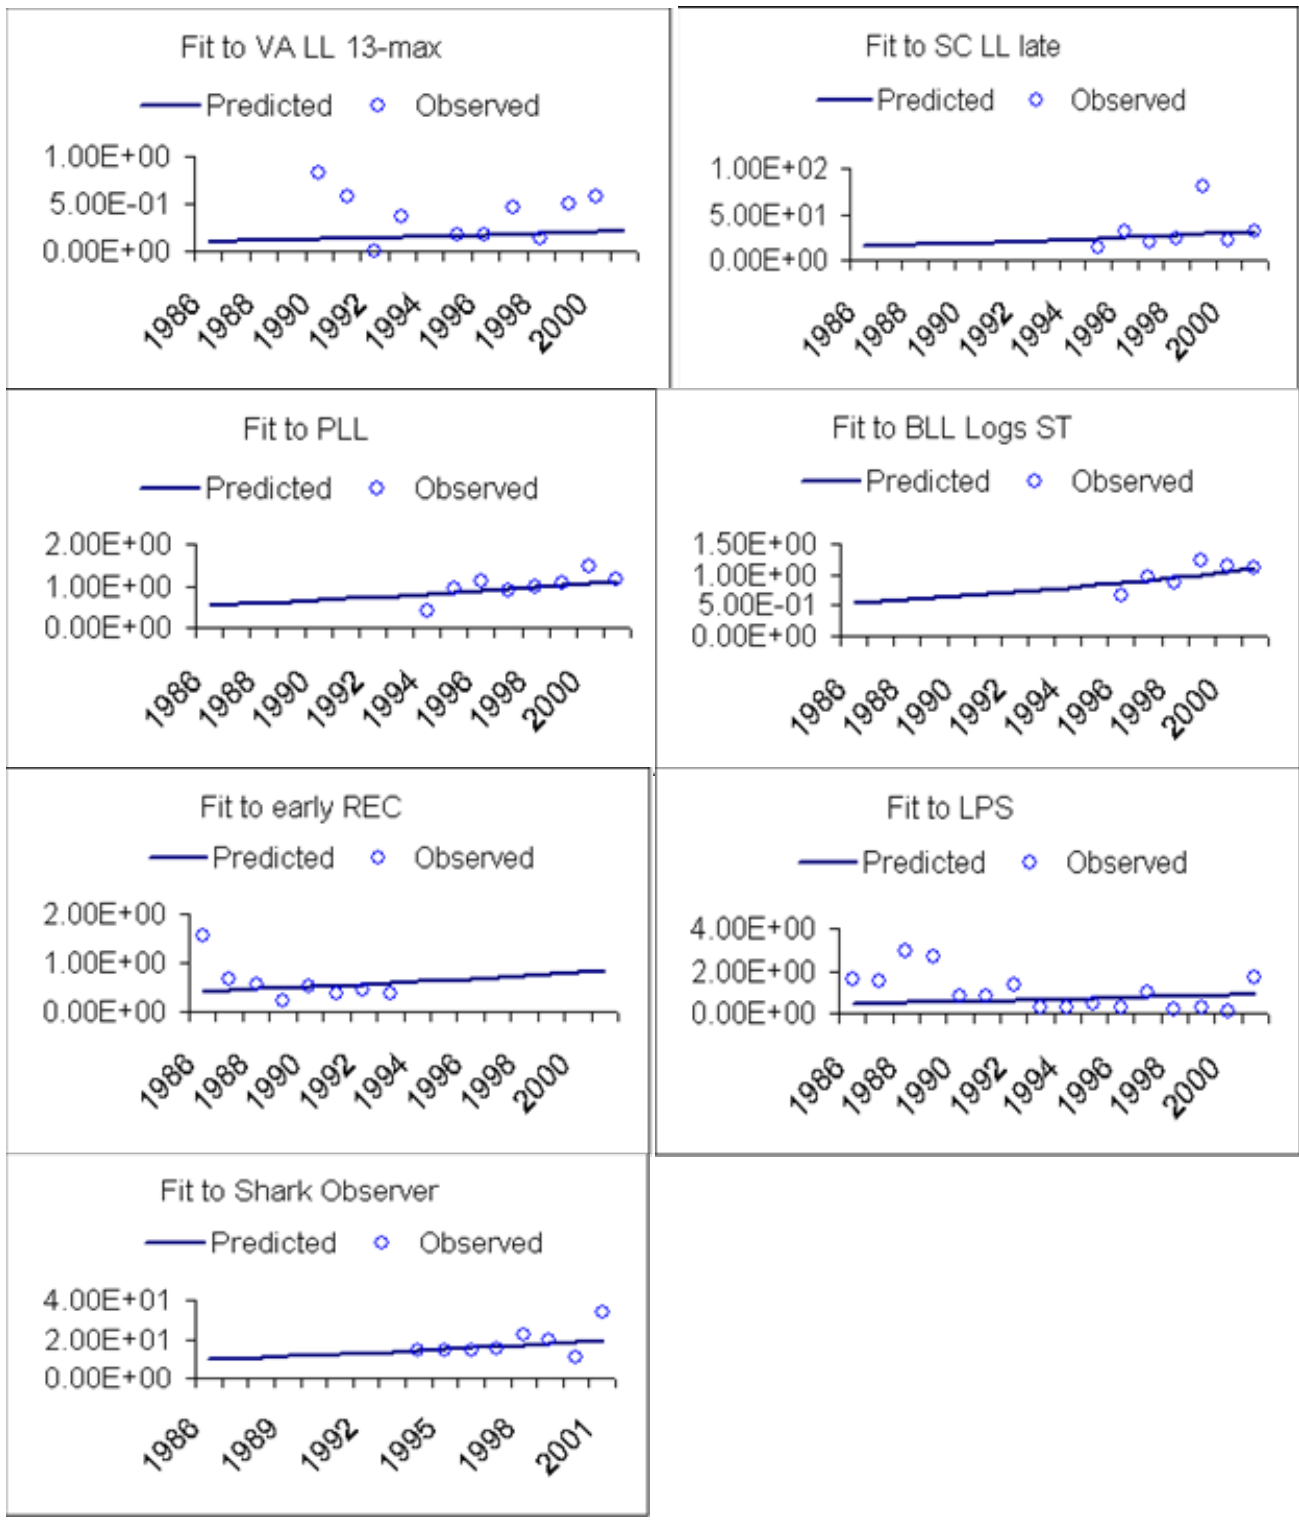 Fit to VA LL 13-max
Predicted Observed
1.00E+00
5.00E-01
0.00E+00
1986 1988 1990 1992 1994 1996 1998 2000
Fit to SC LL late
Predicted Observed
1.00E+02
5.00E+01
0.00E+00
1986 1988 1990 1992 1994 1996 1998 2000
Fit to PLL
Predicted Observed
2.00E+00
1.00E+00
0.00E+00
1986 1988 1990 1992 1994 1996 1998 2000
Fit to BLL Logs ST
Predicted Observed
1.50E+00
1.00E+00
5.00E-01
0.00E+00
1986 1988 1990 1992 1994 1996 1998 2000
Fit to early REC
Predicted Observed
2.00E+00
1.00E+00
0.00E+00
1986 1988 1990 1992 1994 1996 1998 2000
Fit to LPS
Predicted Observed
4.00E+00
2.00E+00
0.00E+00
1986 1988 1990 1992 1994 1996 1998 2000
Fit to Shark Observer
Predicted Observed
4.00E+01
2.00E+01
0.00E+00
1986 1989 1992 1995 1998 2001